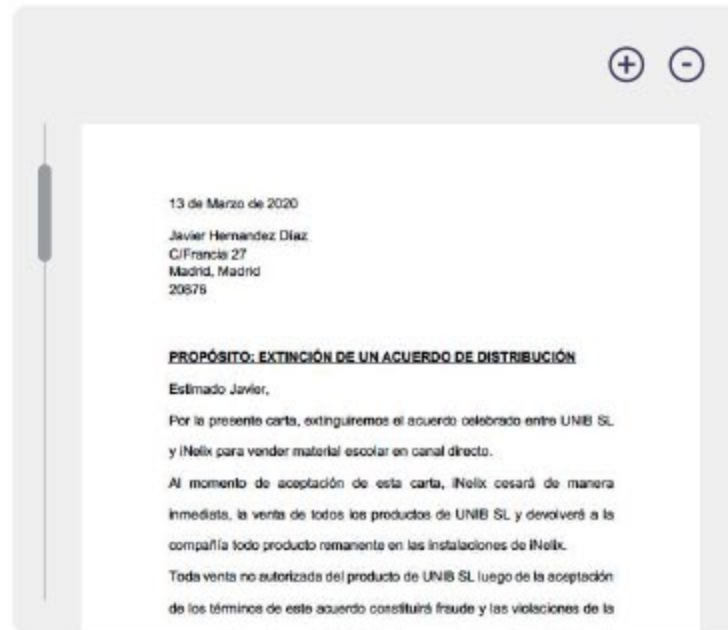 13 de Marzo de 2020
Javier Hernandez Díaz
C/Francia 27
Madrid, Madrid
20876
PROPÓSITO: EXTINCIÓN DE UN ACUERDO DE DISTRIBUCIÓN
Estimado Javier,
Por la presente carta, extinguiremos el acuerdo celebrado entre UNIB SL
y iNelix para vender material escolar en canal directo.
Al momento de aceptación de esta carta, iNelix cesará de manera
inmediata, la venta de todos los productos de UNIB SL y devolverá a la
compañía todo producto remanente en las instalaciones de iNelix.
Toda venta no autorizada del producto de UNIB SL luego de la aceptación
de los términos de este acuerdo constituirá fraude y las violaciones de la